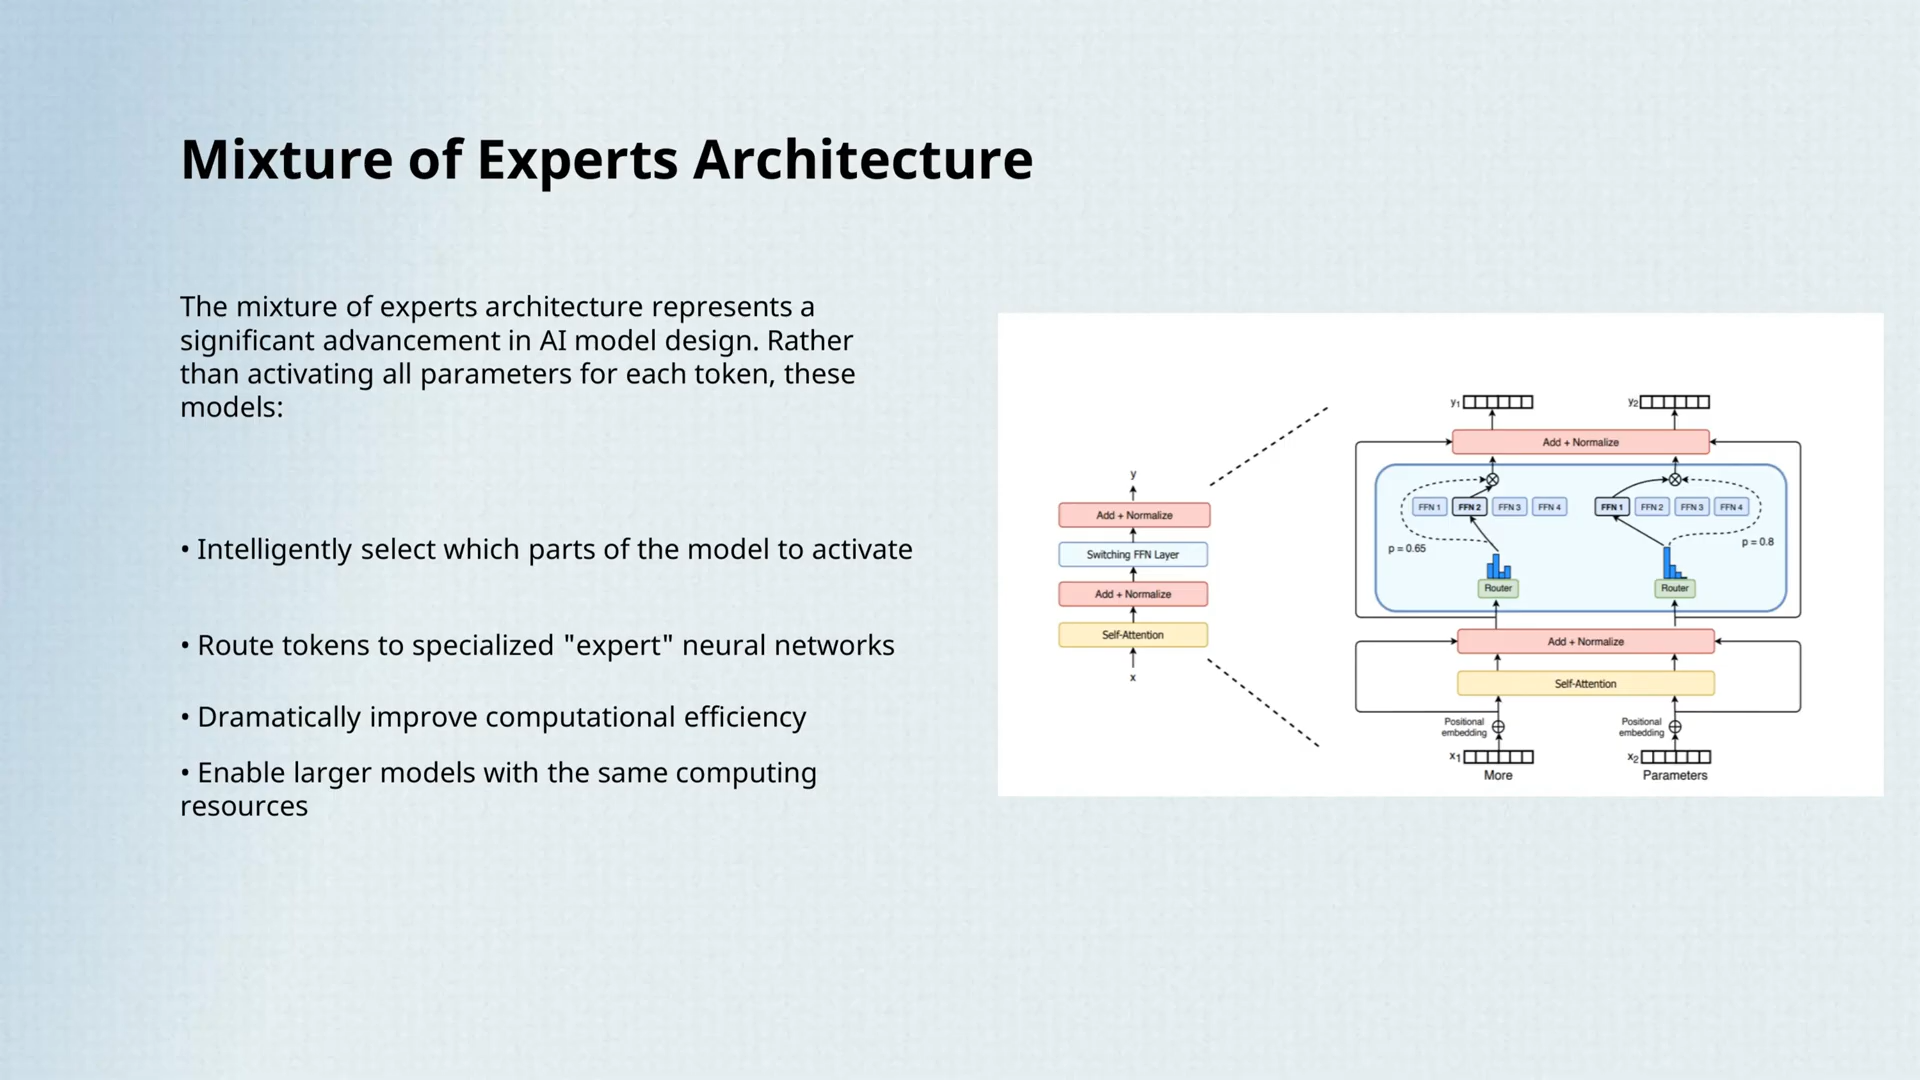 Mixture of Experts Architecture
The mixture of experts architecture represents a
significant advancement in AI model design. Rather
than activating all parameters for each token, these
models:
• Intelligently select which parts of the model to activate
• Route tokens to specialized "expert" neural networks
• Dramatically improve computational efficiency
• Enable larger models with the same computing
resources
y
Add + Normalize
Switching FFN Layer
Add + Normalize
Self-Attention
x
y1 y2
Add + Normalize
FFN 1 FFN 2 FFN 3 FFN 4 FFN 1 FFN 2 FFN 3 FFN 4
p = 0.65 p = 0.8
Router Router
Add + Normalize
Self-Attention
Positional Positional
embedding embedding
x1 x2
More Parameters